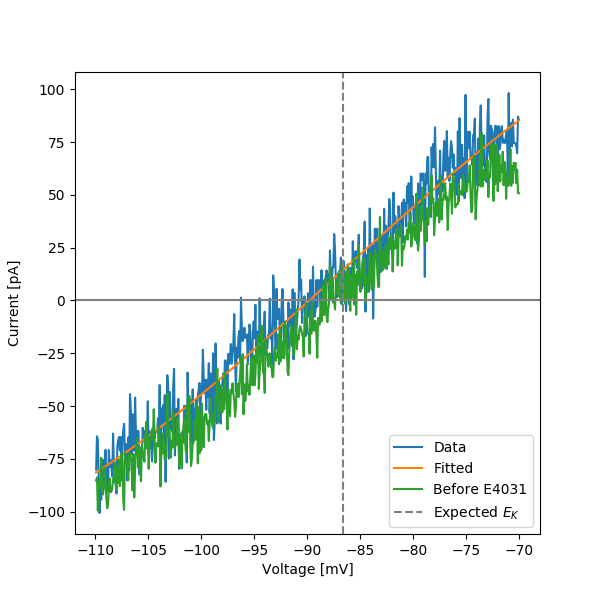 100
75
50
25
0
−25
−50
−75
−100
Current [pA]
Data
Fitted
Before E4031
Expected E_K
−110 −105 −100 −95 −90 −85 −80 −75 −70
Voltage [mV]